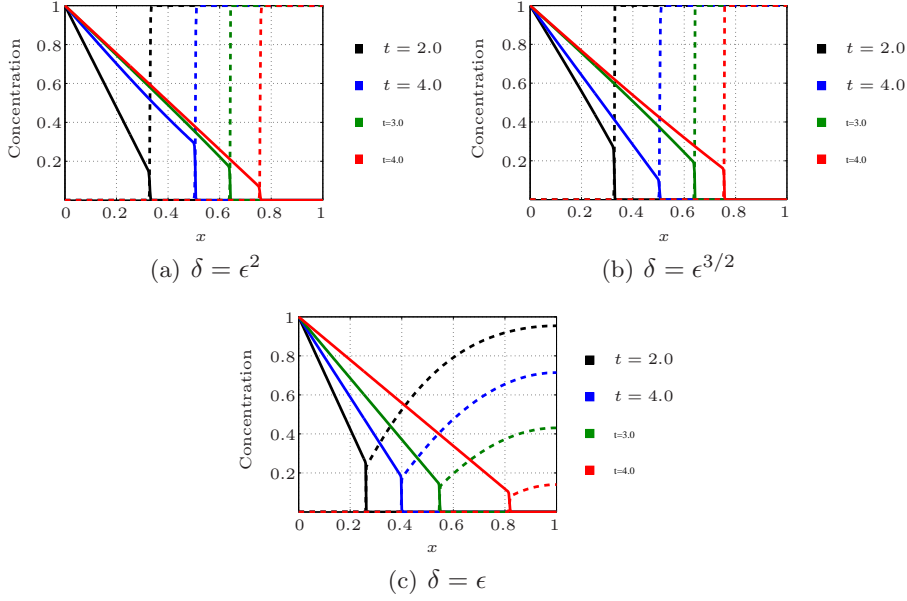 1
0.8
0.6
0.4
0.2
0
0.2
0.4
0.6
0.8
1
Concentration
x
t = 2.0
t = 4.0
t=3.0
t=4.0
(a) δ = ϵ²
1
0.8
0.6
0.4
0.2
0
0.2
0.4
0.6
0.8
1
Concentration
x
t = 2.0
t = 4.0
t=3.0
t=4.0
(b) δ = ϵ^{3/2}
1
0.8
0.6
0.4
0.2
0
0.2
0.4
0.6
0.8
1
Concentration
x
t = 2.0
t = 4.0
t=3.0
t=4.0
(c) δ = ϵ